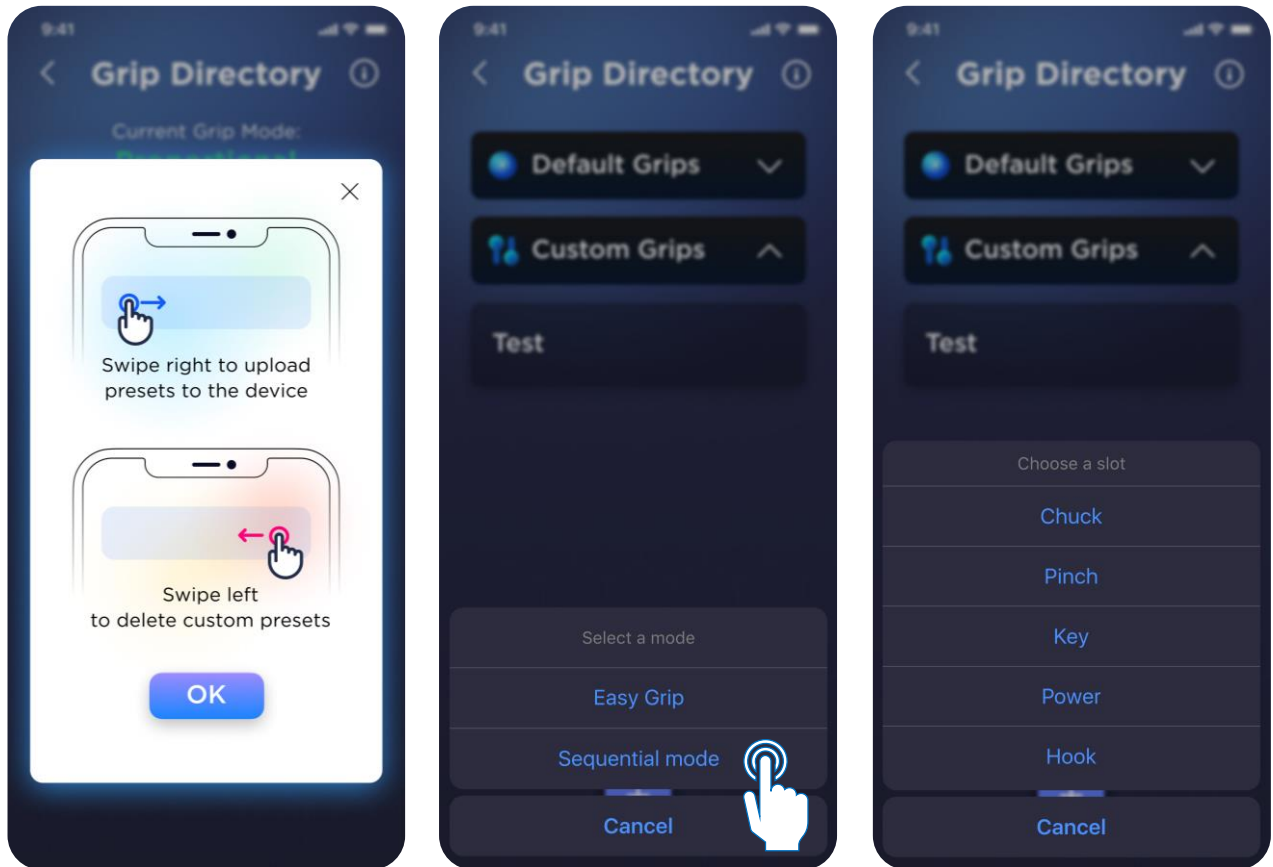 9:41
Grip Directory
Current Grip Mode:
Proportional
Swipe right to upload
presets to the device
Swipe left
to delete custom presets
OK
9:41
Grip Directory
Default Grips
Custom Grips
Test
Select a mode
Easy Grip
Sequential mode
Cancel
9:41
Grip Directory
Default Grips
Custom Grips
Test
Choose a slot
Chuck
Pinch
Key
Power
Hook
Cancel